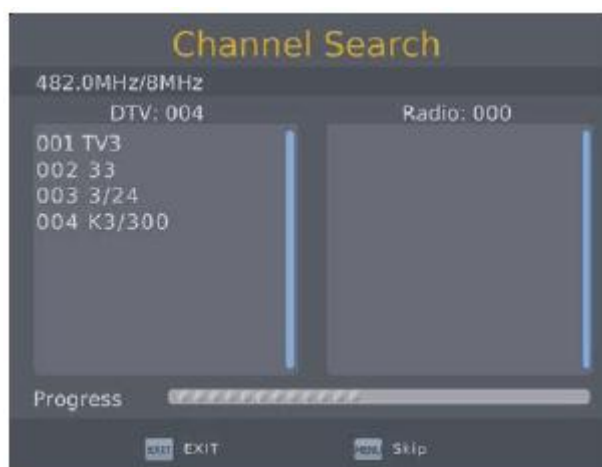 Channel Search
482.0MHz/8MHz
DTV: 004
Radio: 000
001 TV3
002 33
003 3/24
004 K3/300
Progress
EXIT EXIT
MENU Skip